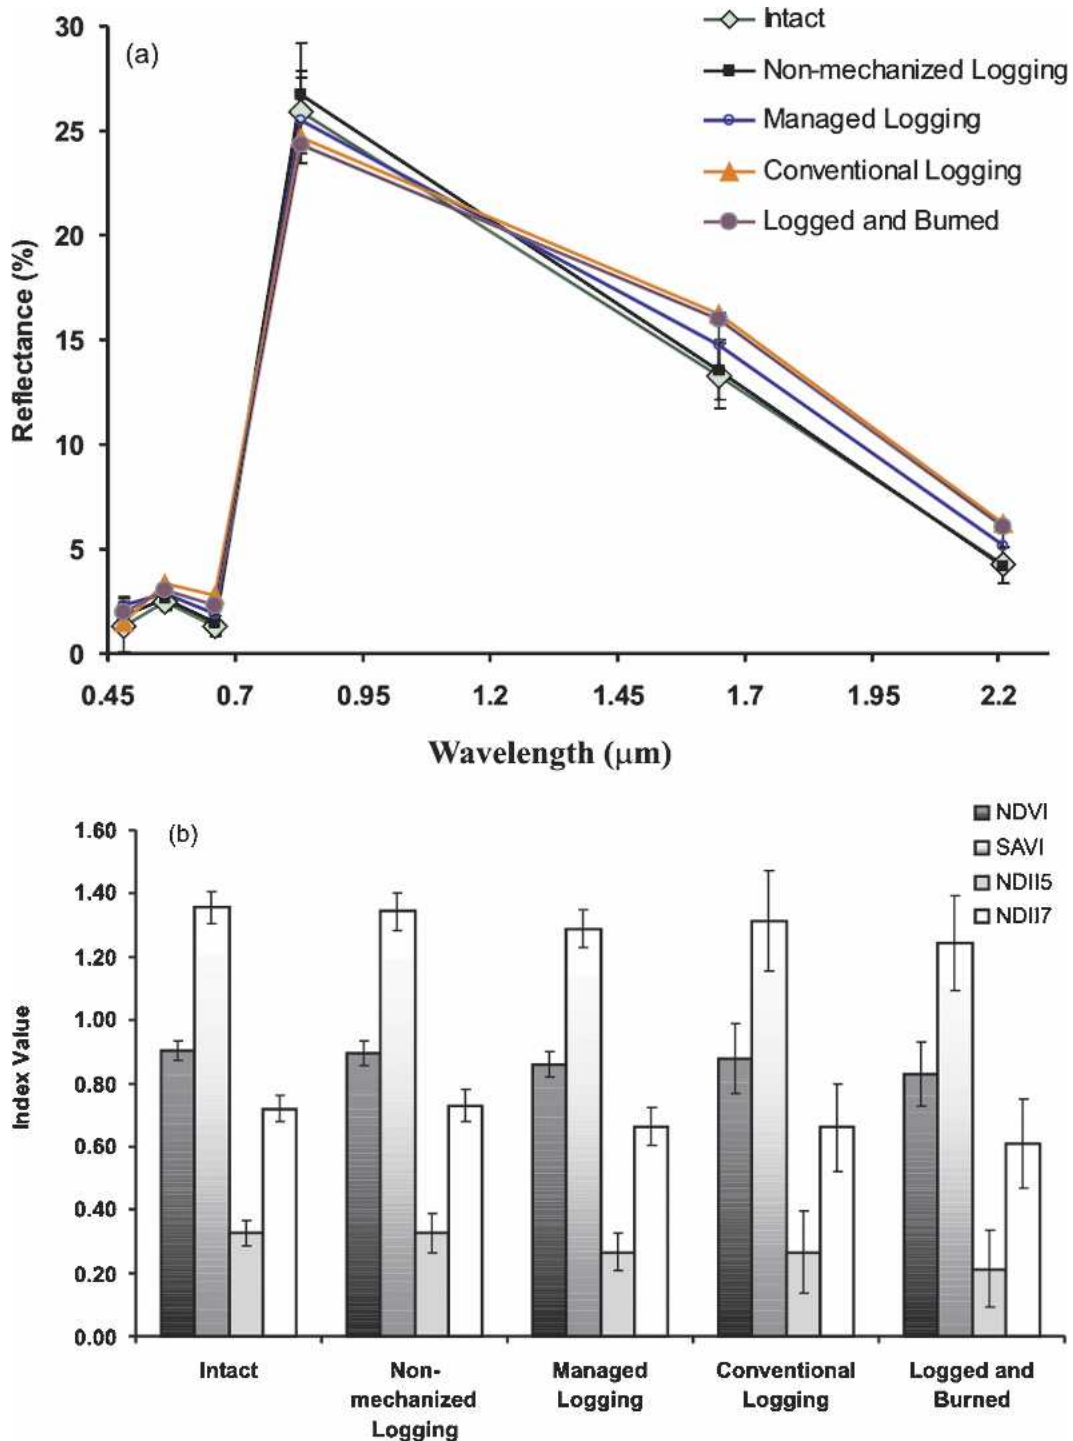 (a)
Intact
Non-mechanized Logging
Managed Logging
Conventional Logging
Logged and Burned
Reflectance (%)
30
25
20
15
10
5
0
0.45 0.7 0.95 1.2 1.45 1.7 1.95 2.2
Wavelength (μm)
(b)
NDVI
SAVI
NDII5
NDII7
Index Value
1.60
1.40
1.20
1.00
0.80
0.60
0.40
0.20
0.00
Intact
Non-
mechanized
Logging
Managed
Logging
Conventional
Logging
Logged and
Burned